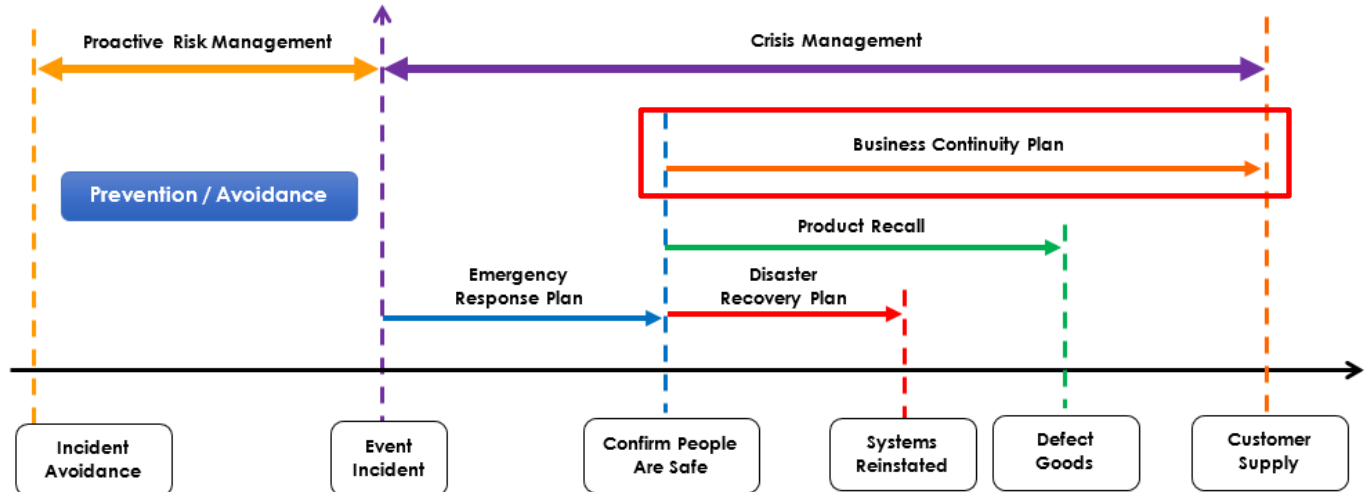 Proactive Risk Management
Crisis Management
Business Continuity Plan
Prevention / Avoidance
Product Recall
Emergency
Response Plan
Disaster
Recovery Plan
Incident
Avoidance
Event
Incident
Confirm People
Are Safe
Systems
Reinstated
Defect
Goods
Customer
Supply